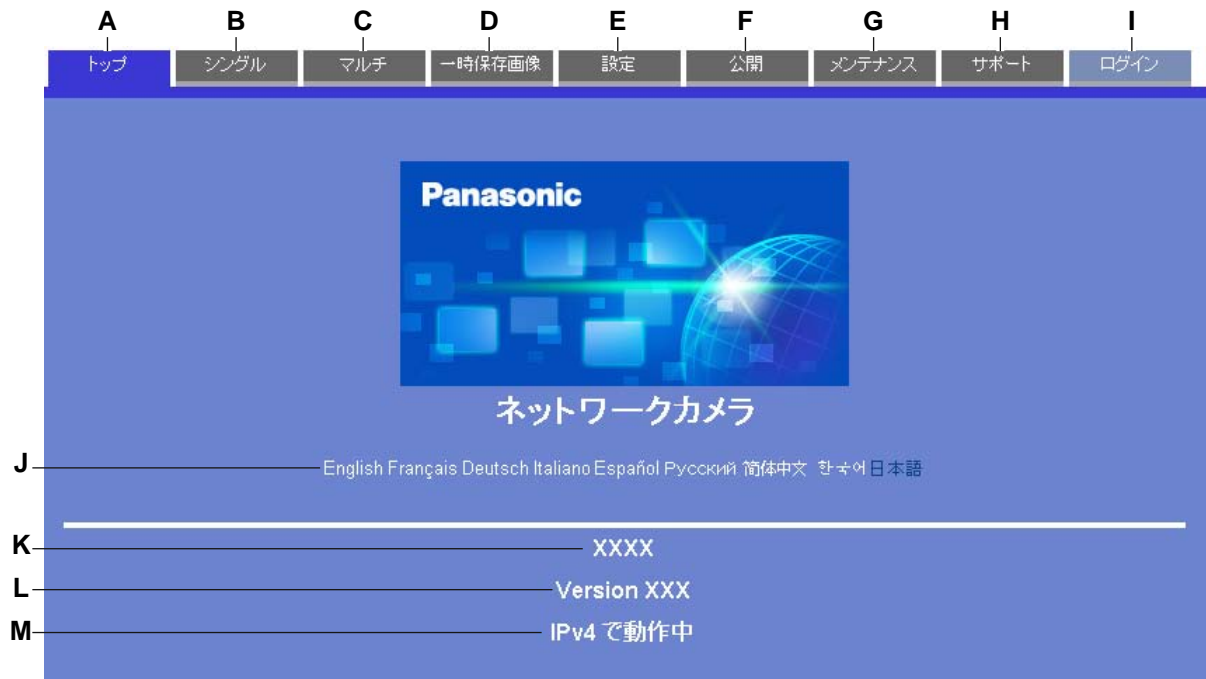 A B C D E F G H I
トップ シングル マルチ 一時保存画像 設定 公開 メンテナンス サポート ログイン
Panasonic
ネットワークカメラ
J English Français Deutsch Italiano Español Русский 简体中文 한국어 日本語
K XXXX
L Version XXX
M IPv4 で動作中